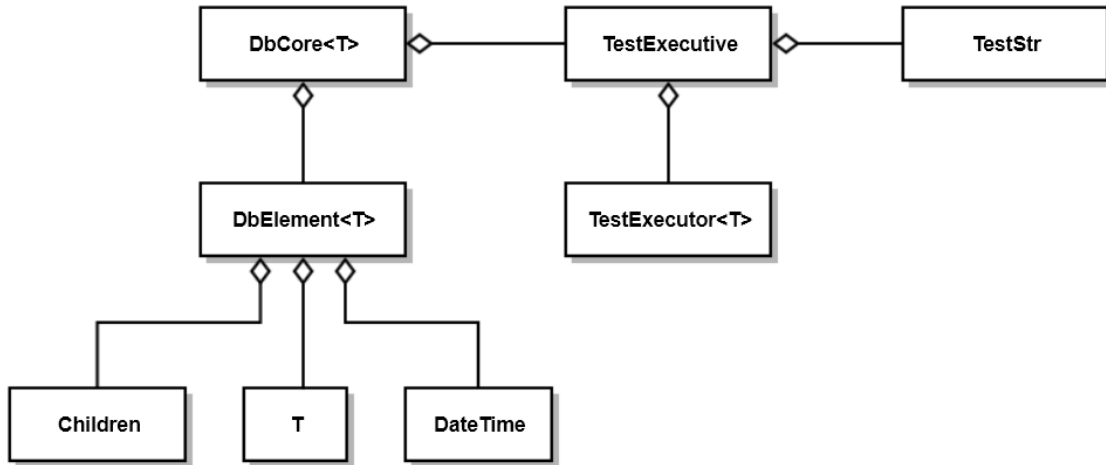 DbCore<T>
TestExecutive
TestStr
DbElement<T>
TestExecutor<T>
Children
T
DateTime